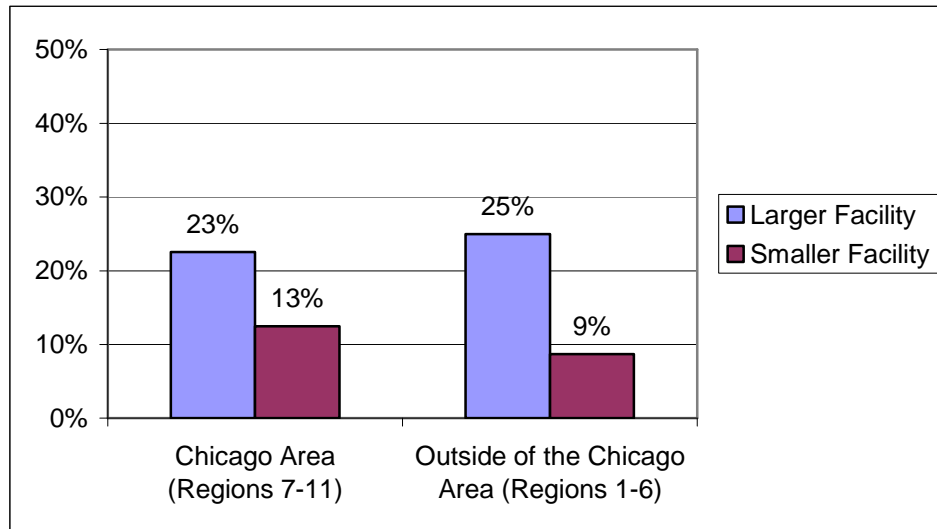 50%
40%
30%
20%
10%
0%
23%
13%
25%
9%
Chicago Area
(Regions 7-11)
Outside of the Chicago
Area (Regions 1-6)
Larger Facility
Smaller Facility